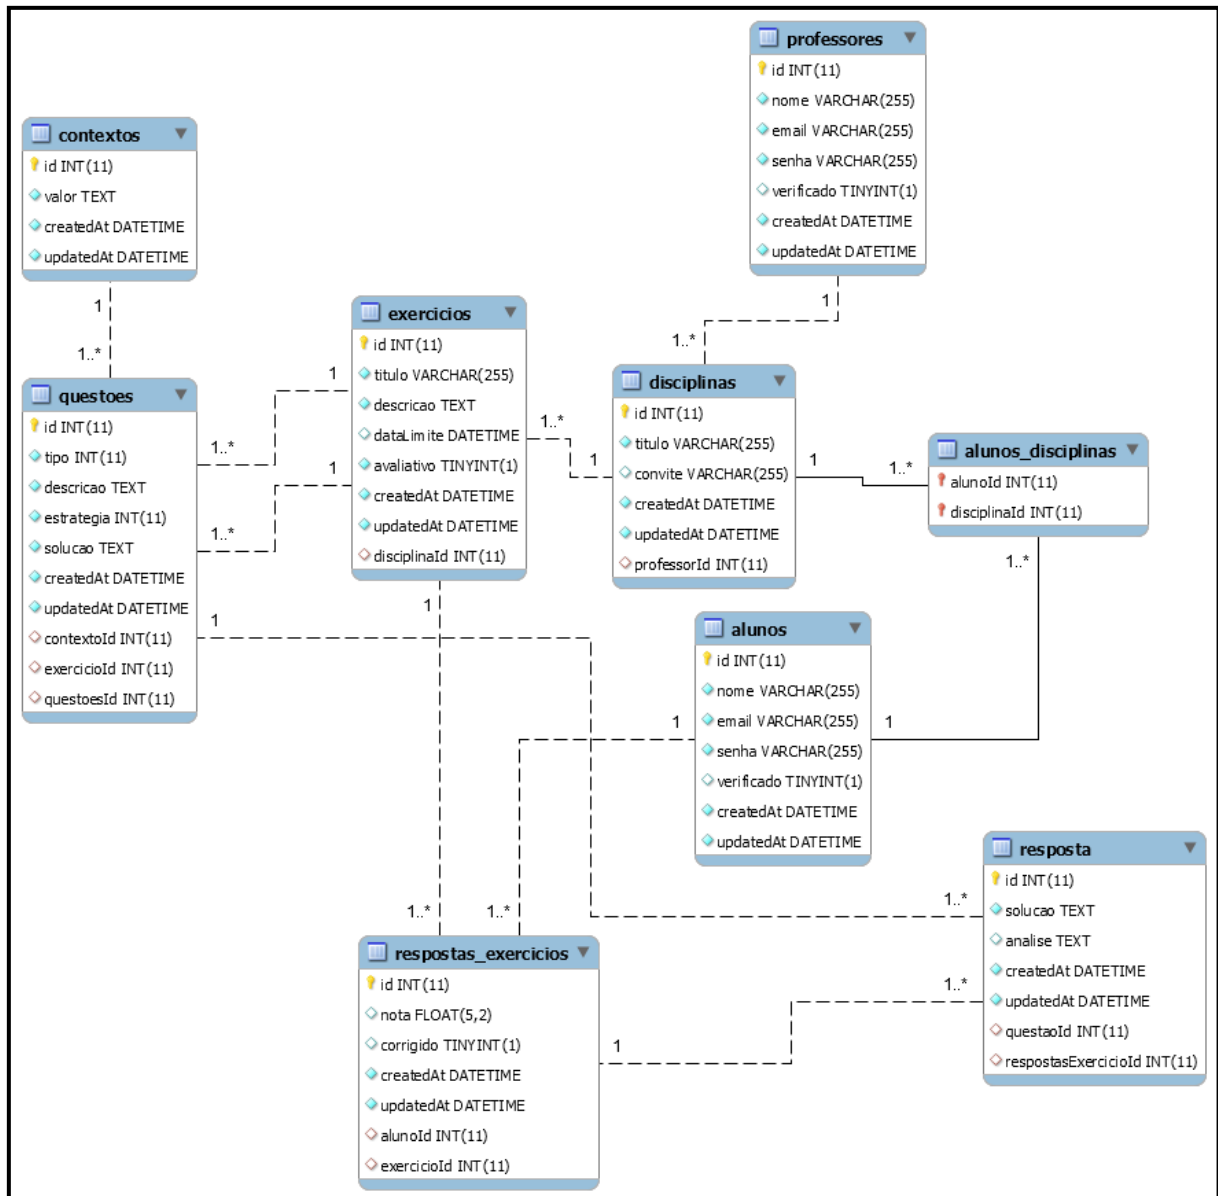 professores
id INT(11)
nome VARCHAR(255)
email VARCHAR(255)
senha VARCHAR(255)
verificado TINYINT(1)
createdAt DATETIME
updatedAt DATETIME
contextos
id INT(11)
valor TEXT
createdAt DATETIME
updatedAt DATETIME
1
1..*
1
1..*
exercicios
id INT(11)
titulo VARCHAR(255)
descricao TEXT
dataLimite DATETIME
avaliativo TINYINT(1)
createdAt DATETIME
updatedAt DATETIME
disciplinaId INT(11)
disciplinas
id INT(11)
titulo VARCHAR(255)
convite VARCHAR(255)
createdAt DATETIME
updatedAt DATETIME
professorId INT(11)
questoes
id INT(11)
tipo INT(11)
descricao TEXT
estrategia INT(11)
solucao TEXT
createdAt DATETIME
updatedAt DATETIME
contextoId INT(11)
exercicioId INT(11)
questoesId INT(11)
1
1..*
1
1..*
1..*
1
1
1..*
alunos_disciplinas
alunoId INT(11)
disciplinaId INT(11)
1..*
1
1
alunos
id INT(11)
nome VARCHAR(255)
email VARCHAR(255)
senha VARCHAR(255)
verificado TINYINT(1)
createdAt DATETIME
updatedAt DATETIME
1
1
1..*
1..*
1..*
resposta
id INT(11)
solucao TEXT
analise TEXT
createdAt DATETIME
updatedAt DATETIME
questaoId INT(11)
respostasExercicioId INT(11)
respostas_exercicios
id INT(11)
nota FLOAT(5,2)
corrigido TINYINT(1)
createdAt DATETIME
updatedAt DATETIME
alunoId INT(11)
exercicioId INT(11)
1..*
1